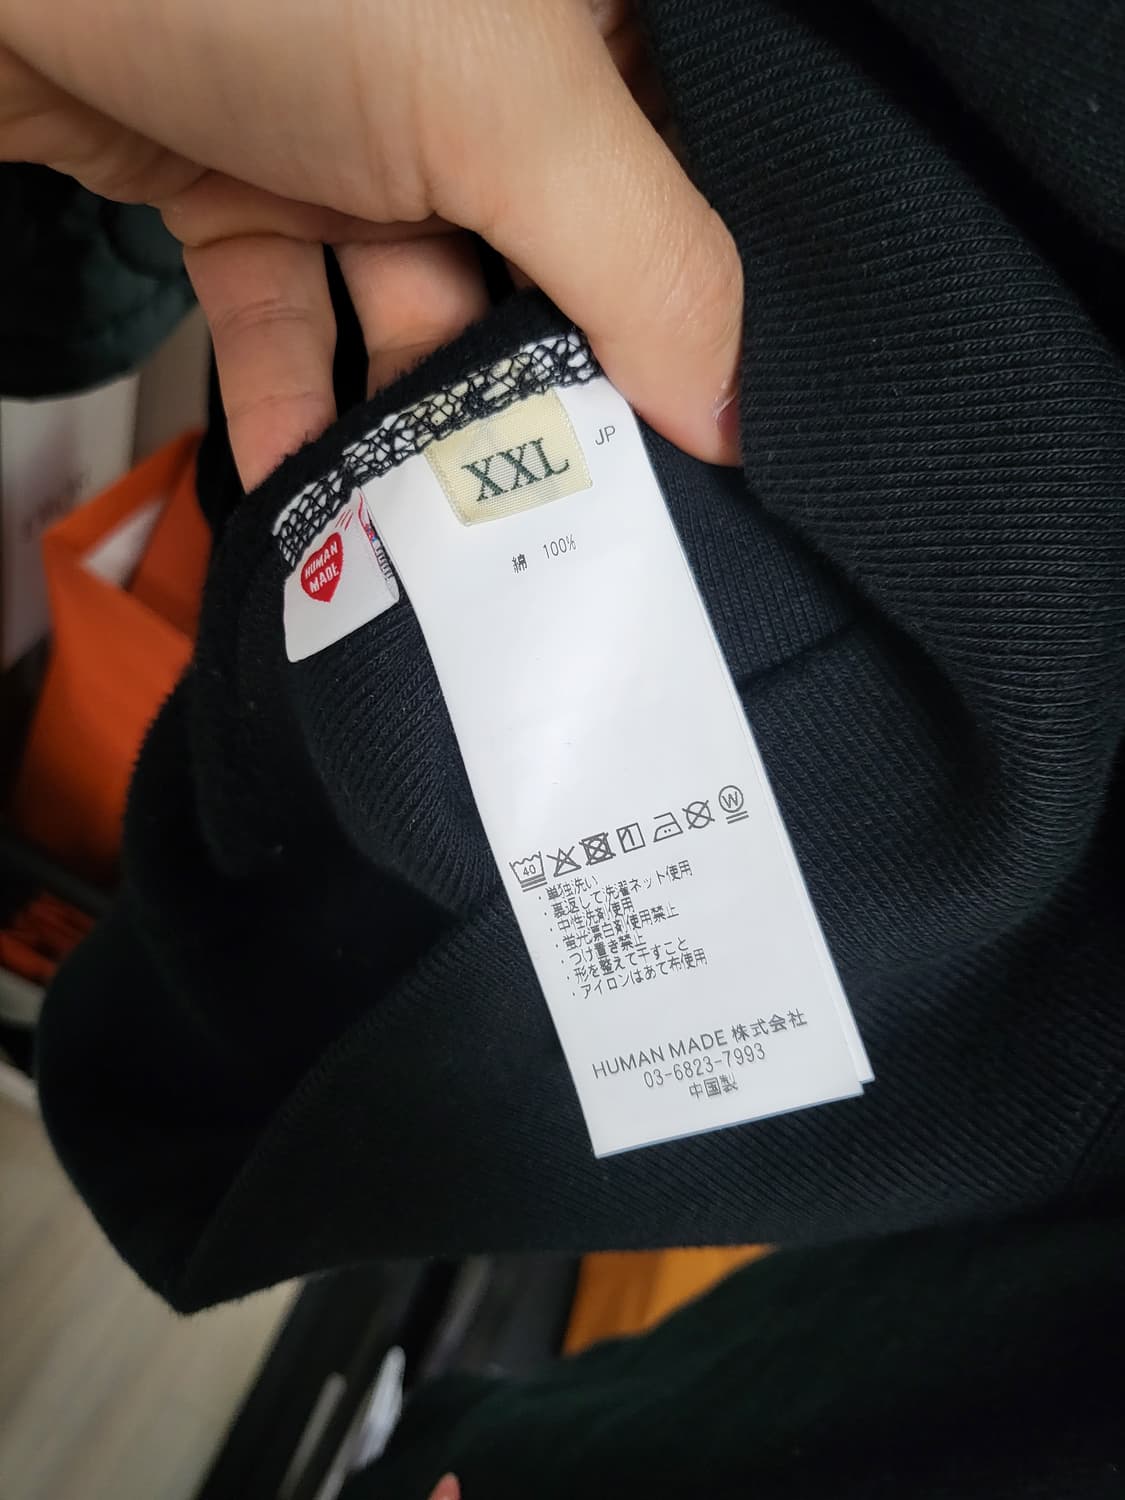 XXL
JP
HUMAN
MADE
綿 100%
40
W
・単独洗い
・裏返して洗濯ネット使用
・中性洗剤使用
・蛍光漂白剤使用禁止
・つけ置き禁止
・形を整えて干すこと
・アイロンはあて布使用
HUMAN MADE 株式会社
03-6823-7993
中国製